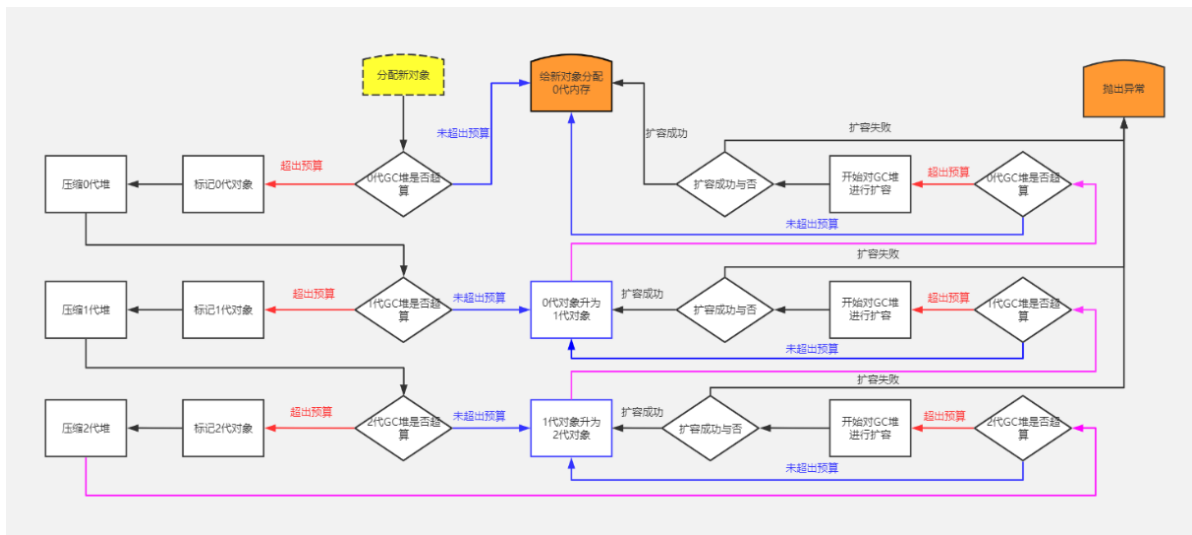 分配新对象
给新对象分配
0代内存
抛出异常
未超出预算
扩容成功
扩容失败
压缩0代堆
标记0代对象
超出预算
0代GC堆是否超
算
扩容成功与否
开始对GC堆
进行扩容
超出预算
0代GC堆是否超
算
未超出预算
扩容失败
压缩1代堆
标记1代对象
超出预算
1代GC堆是否超
算
未超出预算
0代对象升为
1代对象
扩容成功
扩容成功与否
开始对GC堆
进行扩容
超出预算
1代GC堆是否超
算
未超出预算
扩容失败
压缩2代堆
标记2代对象
超出预算
2代GC堆是否超
算
未超出预算
1代对象升为
2代对象
扩容成功
扩容成功与否
开始对GC堆
进行扩容
超出预算
2代GC堆是否超
算
未超出预算